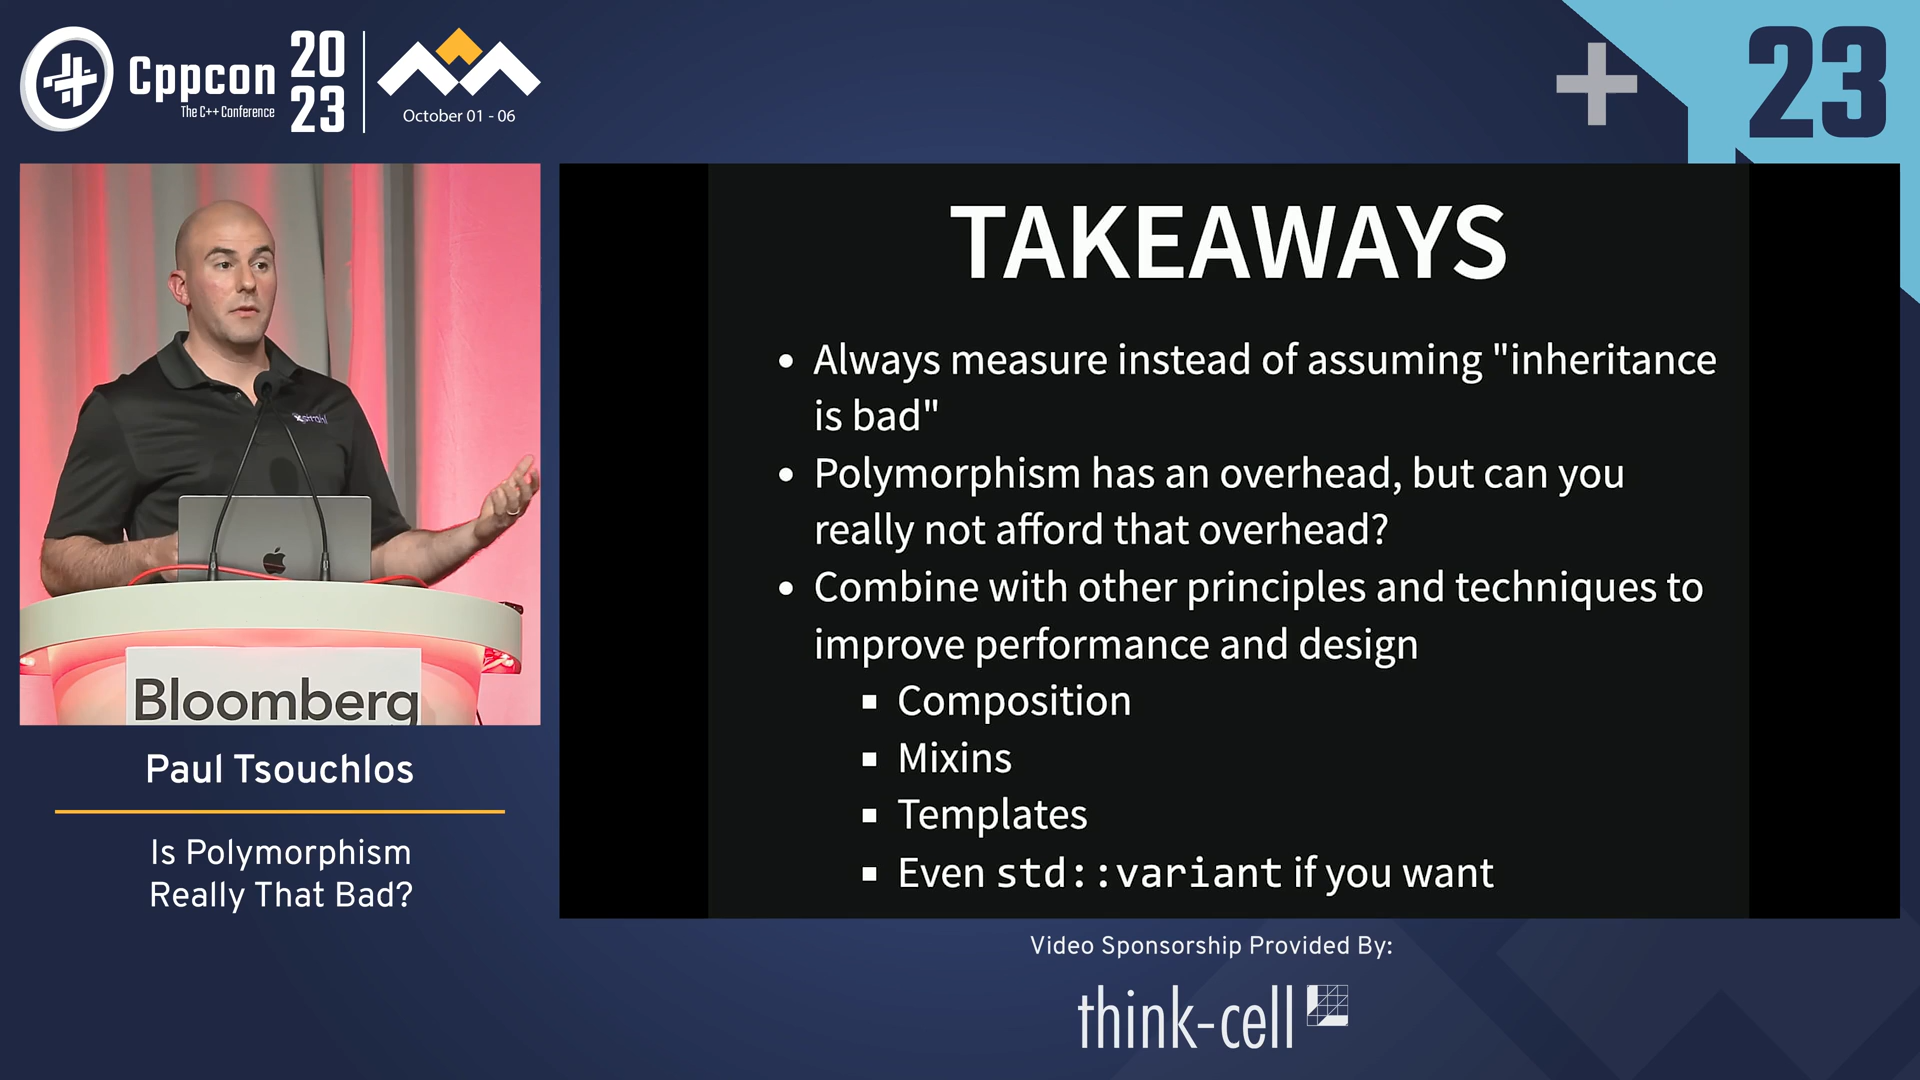 Cppcon
The C++ Conference
20
23
October 01 - 06
23
TAKEAWAYS
• Always measure instead of assuming "inheritance
is bad"
• Polymorphism has an overhead, but can you
really not afford that overhead?
• Combine with other principles and techniques to
improve performance and design
▪ Composition
▪ Mixins
▪ Templates
▪ Even std::variant if you want
Bloomberg
Paul Tsouchlos
Is Polymorphism
Really That Bad?
Video Sponsorship Provided By:
think-cell